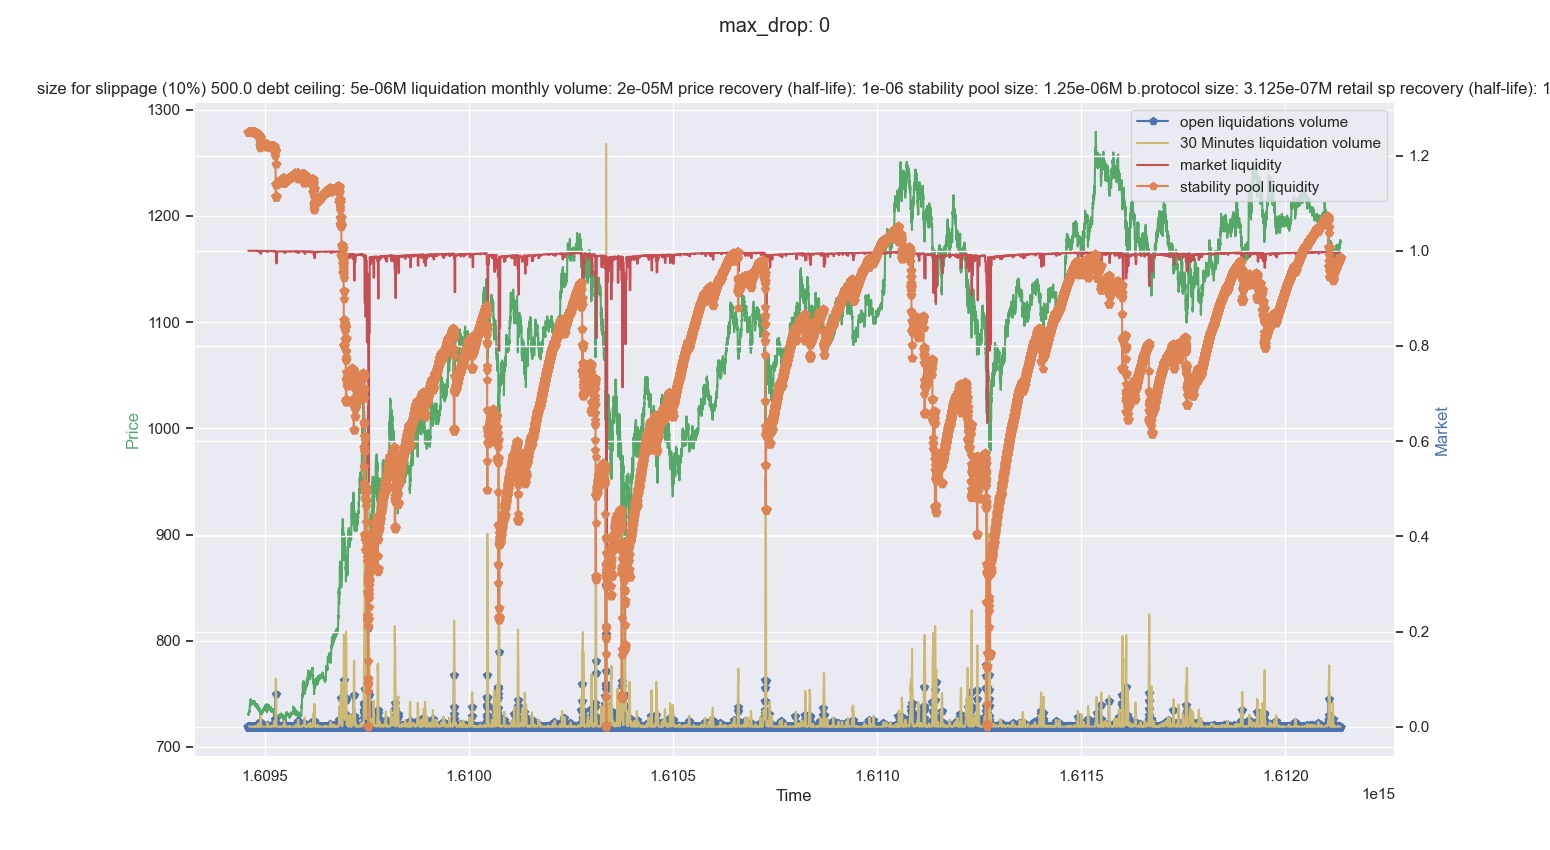 max_drop: 0
size for slippage (10%) 500.0 debt ceiling: 5e-06M liquidation monthly volume: 2e-05M price recovery (half-life): 1e-06 stability pool size: 1.25e-06M b.protocol size: 3.125e-07M retail sp recovery (half-life): 1
open liquidations volume
30 Minutes liquidation volume
market liquidity
stability pool liquidity
1300
1200
1100
1000
900
800
700
Price
1.2
1.0
0.8
0.6
0.4
0.2
0.0
Market
1.6095 1.6100 1.6105 1.6110 1.6115 1.6120
1e15
Time